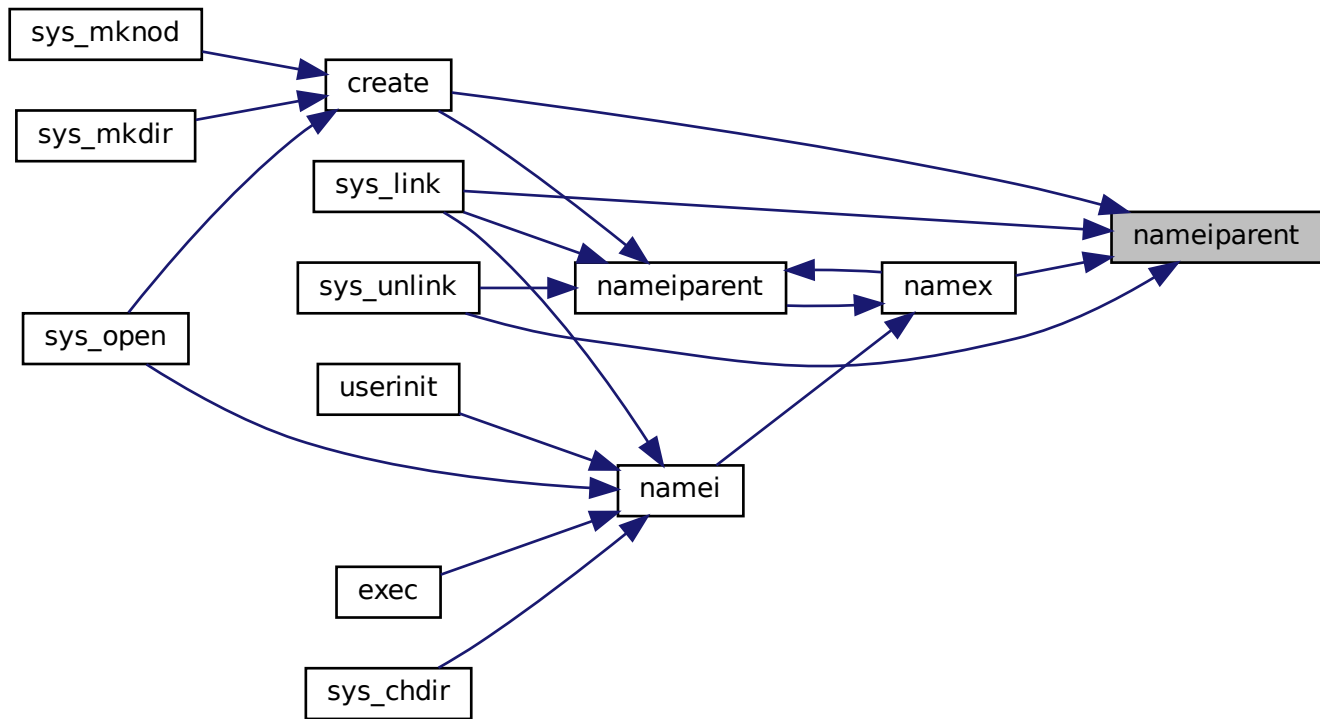 sys_mknod
create
sys_mkdir
sys_link
nameiparent
sys_unlink
nameiparent
namex
sys_open
userinit
namei
exec
sys_chdir